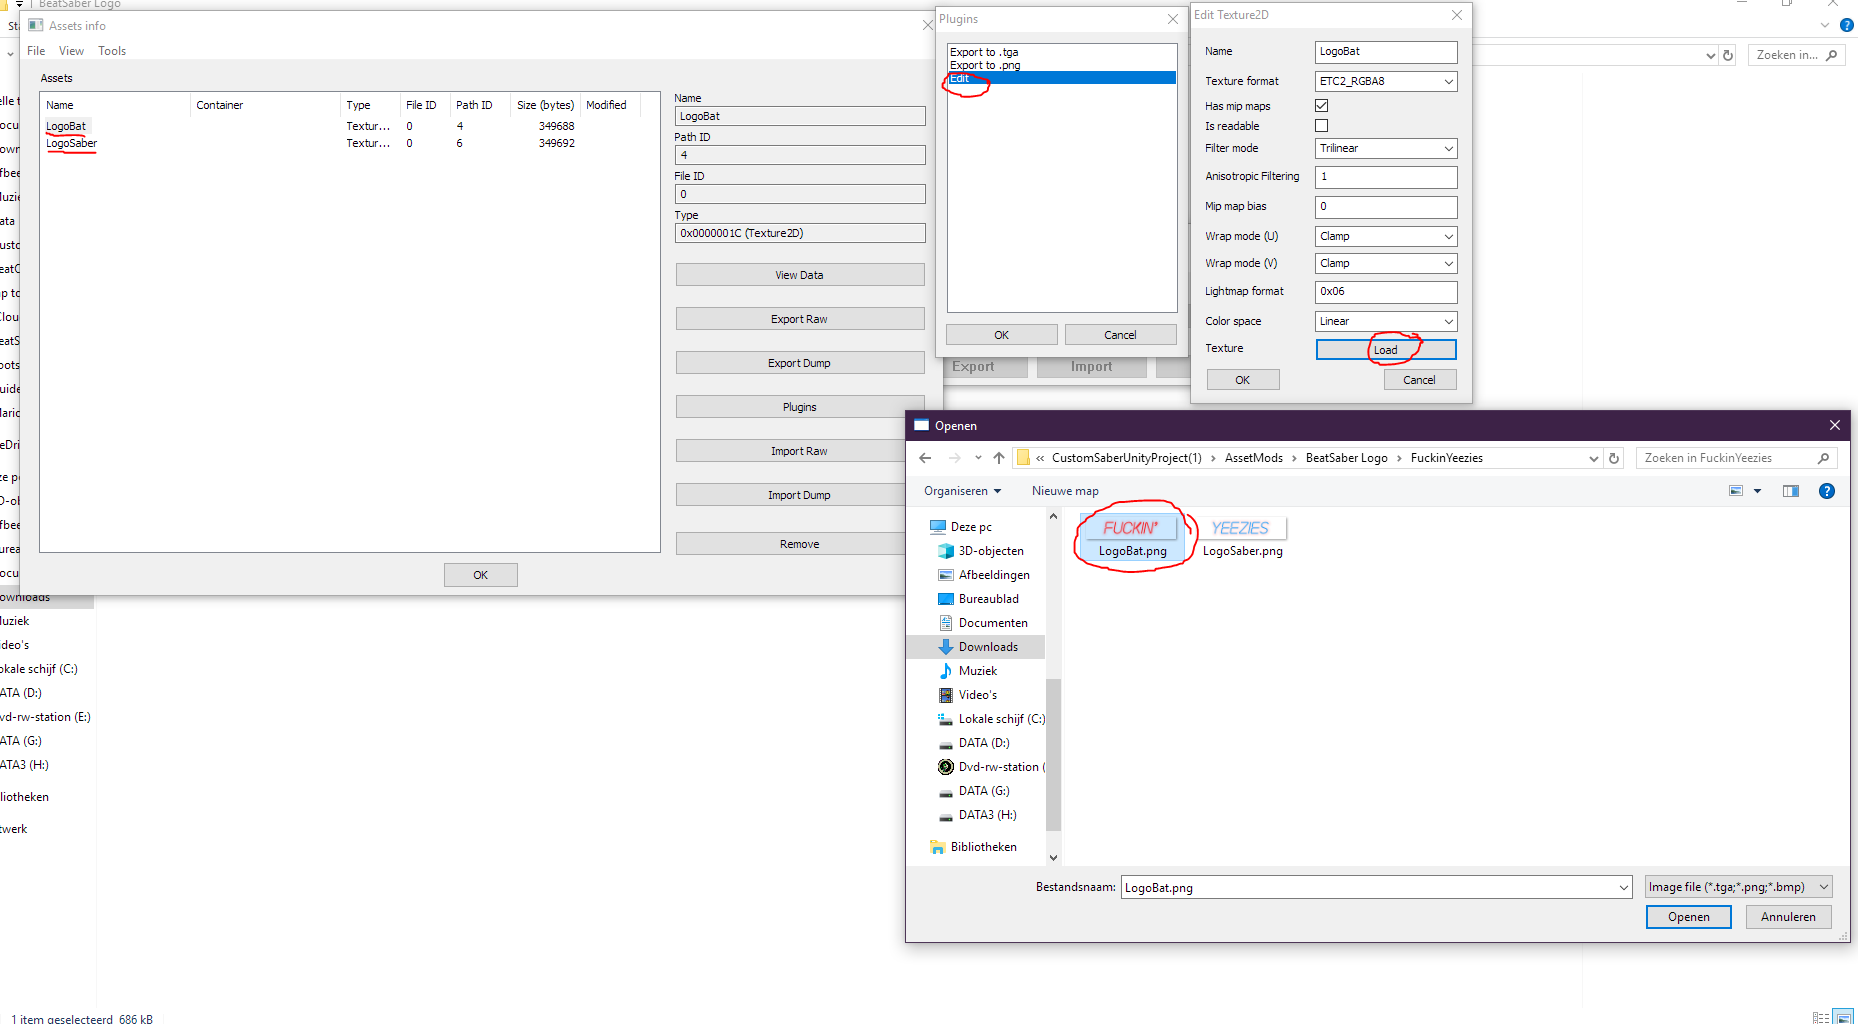 BeatSaber Logo
Assets info
File View Tools
Assets
Name Container Type File ID Path ID Size (bytes) Modified
LogoBat Textur... 0 4 349688
LogoSaber Textur... 0 6 349692
Name
LogoBat
Path ID
4
File ID
0
Type
0x0000001C (Texture2D)
View Data
Export Raw
Export Dump
Plugins
Import Raw
Import Dump
Remove
OK
Plugins
Export to .tga
Export to .png
Edit
OK Cancel
Export Import
Edit Texture2D
Name LogoBat
Texture format ETC2_RGBA8
Has mip maps
Is readable
Filter mode Trilinear
Anisotropic Filtering 1
Mip map bias 0
Wrap mode (U) Clamp
Wrap mode (V) Clamp
Lightmap format 0x06
Color space Linear
Texture Load
OK Cancel
Zoeken in...
Openen
« CustomSaberUnityProject(1) AssetMods BeatSaber Logo FuckinYeezies
Zoeken in FuckinYeezies
Organiseren Nieuwe map
Deze pc
3D-objecten
Afbeeldingen
Bureaublad
Documenten
Downloads
Muziek
Video's
Lokale schijf (C:)
DATA (D:)
Dvd-rw-station (
DATA (G:)
DATA3 (H:)
Bibliotheken
FUCKIN' YEEZIES
LogoBat.png LogoSaber.png
Bestandsnaam: LogoBat.png
Image file (*.tga;*.png;*.bmp)
Openen Annuleren
ownloads
Muziek
ideo's
okale schijf (C:)
ATA (D:)
vd-rw-station (E:)
ATA (G:)
ATA3 (H:)
liotheken
twerk
1 item geselecteerd 686 kB